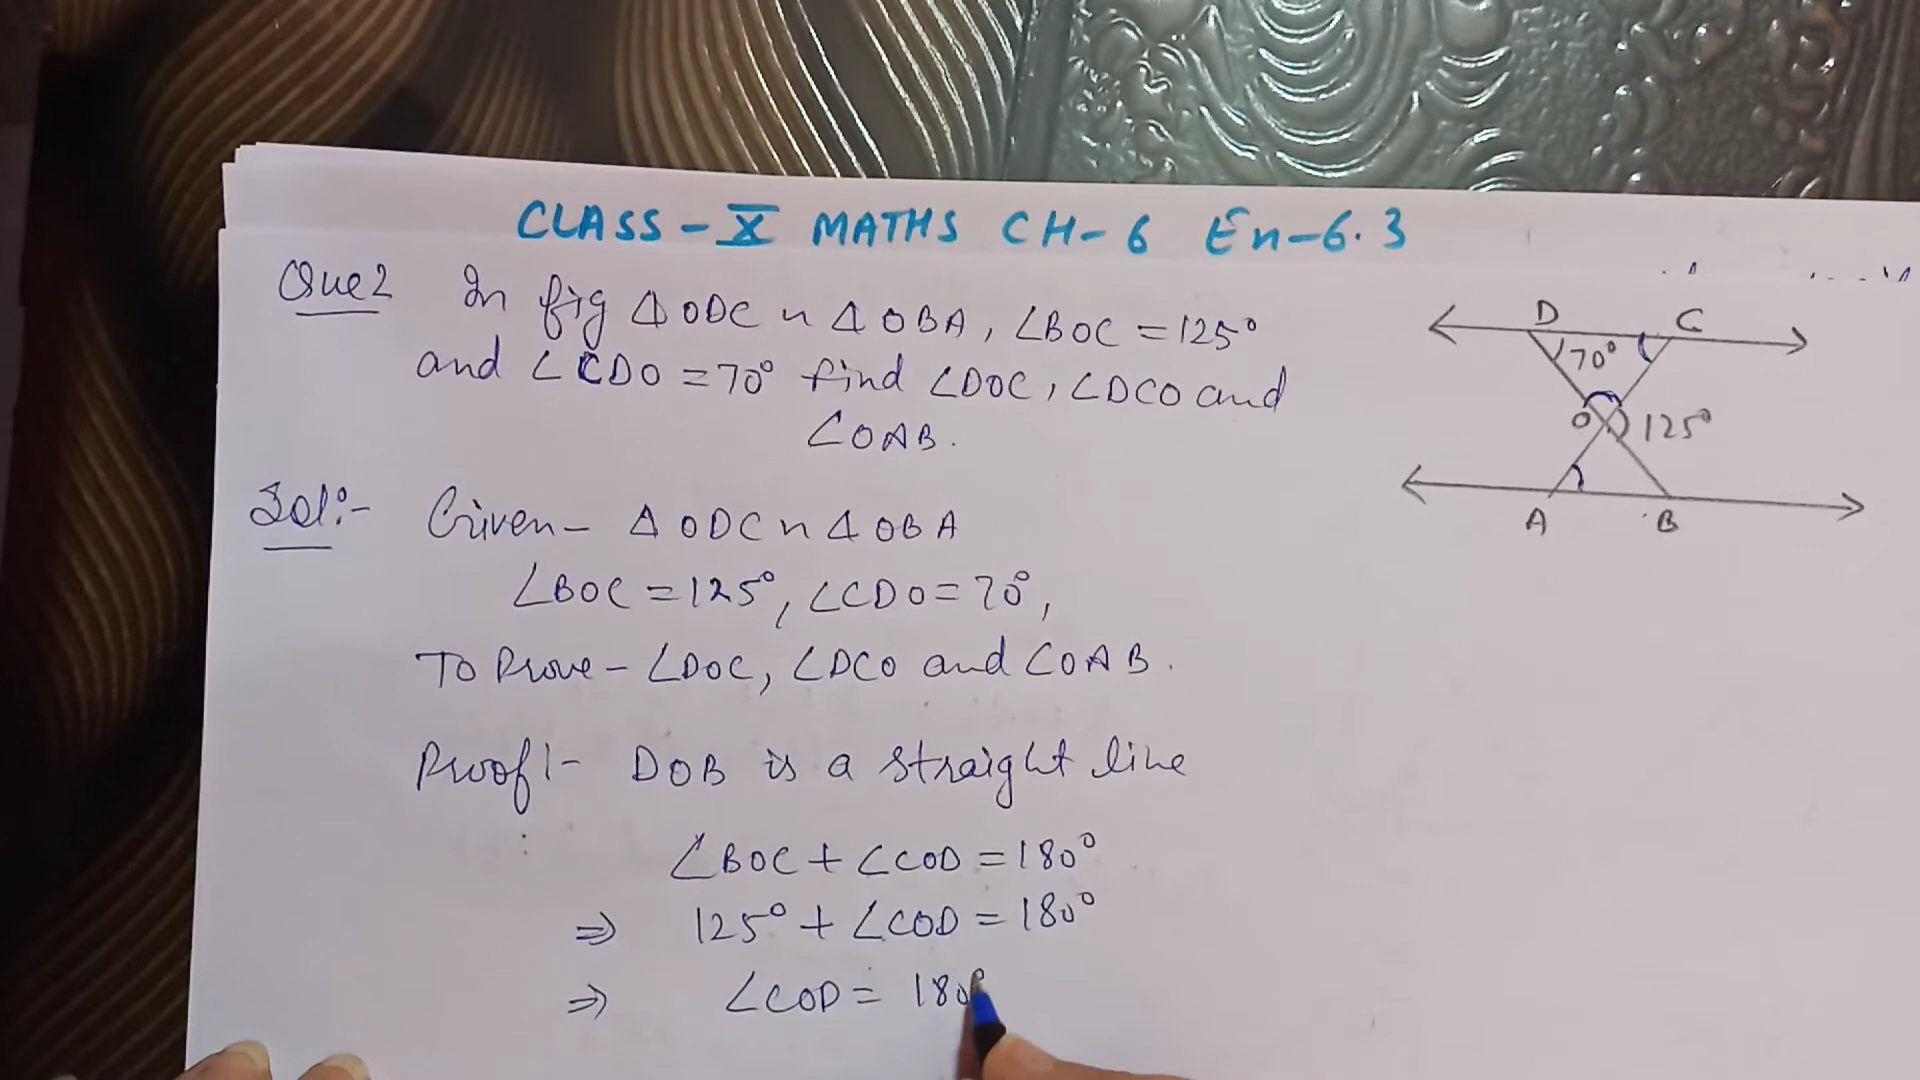 CLASS - X MATHS CH-6 Ex-6.3
Que 2 In fig Δ ODC ~ Δ OBA, ∠BOC = 125°
and ∠CDO = 70° find ∠DOC, ∠DCO and
∠OAB.
D C
70°
O 125°
A B
Sol:- Given - Δ ODC ~ Δ OBA
∠BOC = 125°, ∠CDO = 70°,
To Prove - ∠DOC, ∠DCO and ∠OAB.
Proof:- DOB is a straight line
∠BOC + ∠COD = 180°
⇒ 125° + ∠COD = 180°
⇒ ∠COD = 180°